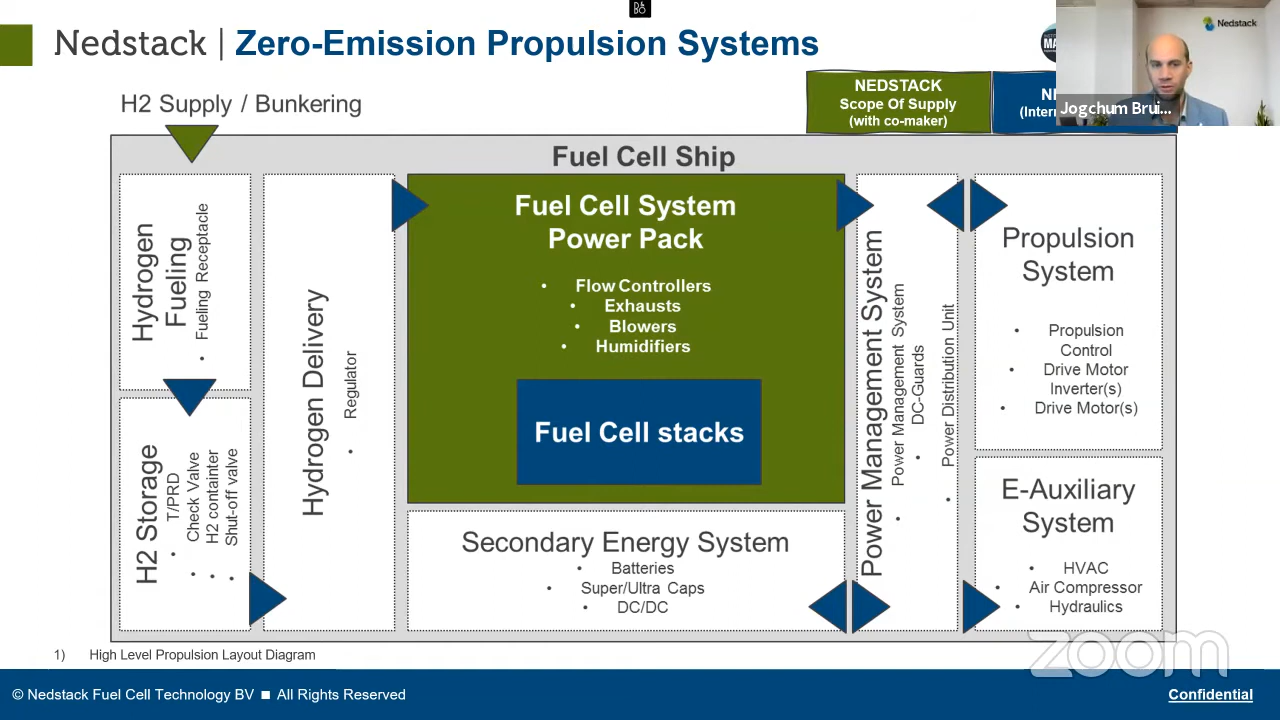 Nedstack | Zero-Emission Propulsion Systems
Nedstack
H2 Supply / Bunkering
NEDSTACK
Scope Of Supply
(with co-maker)
Jogchum Brui...
Fuel Cell Ship
Hydrogen
Fueling
• Fueling Receptacle
H2 Storage
• T/PRD
• Check Valve
• H2 containter
• Shut-off valve
Hydrogen Delivery
• Regulator
Fuel Cell System
Power Pack
• Flow Controllers
• Exhausts
• Blowers
• Humidifiers
Fuel Cell stacks
Secondary Energy System
• Batteries
• Super/Ultra Caps
• DC/DC
Power Management System
• Power Management System
• DC-Guards
• Power Distribution Unit
Propulsion
System
• Propulsion
Control
• Drive Motor
Inverter(s)
• Drive Motor(s)
E-Auxiliary
System
• HVAC
• Air Compressor
• Hydraulics
1) High Level Propulsion Layout Diagram
zoom
© Nedstack Fuel Cell Technology BV ■ All Rights Reserved
Confidential